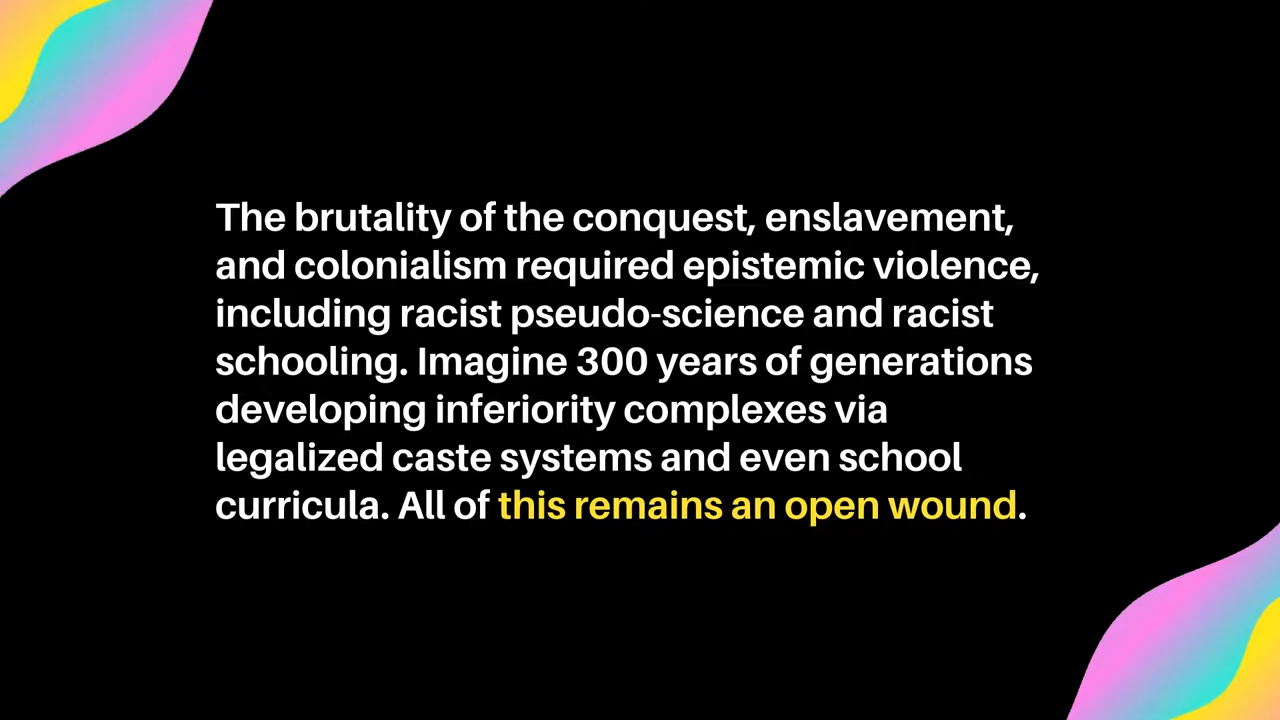 The brutality of the conquest, enslavement,
and colonialism required epistemic violence,
including racist pseudo-science and racist
schooling. Imagine 300 years of generations
developing inferiority complexes via
legalized caste systems and even school
curricula. All of this remains an open wound.